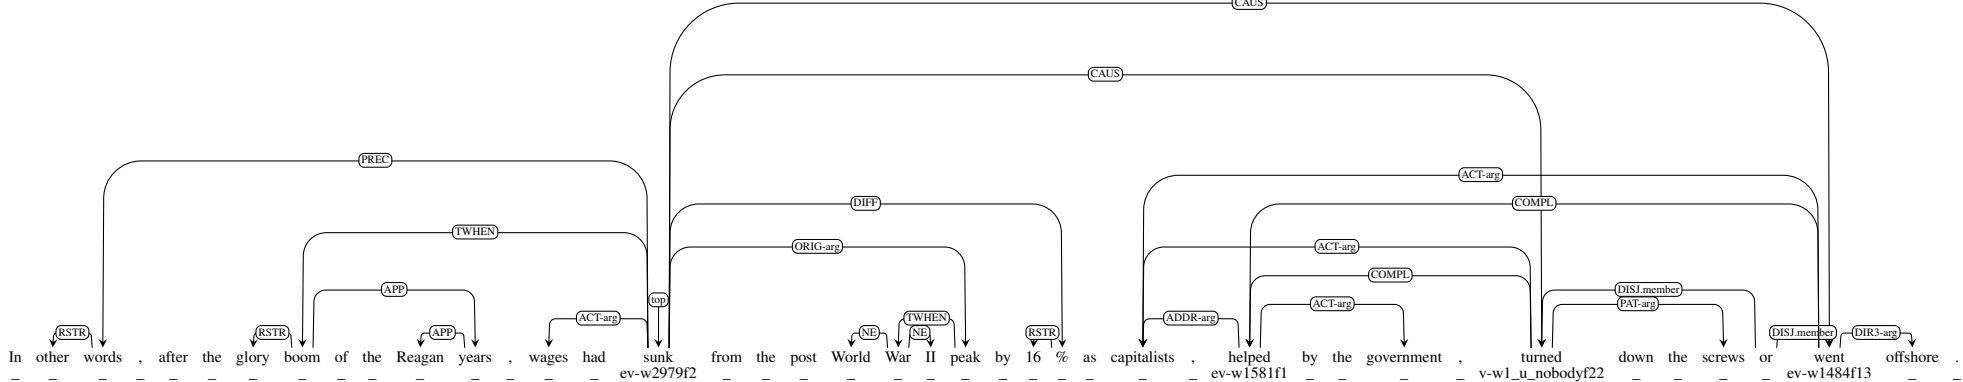 CAUS
CAUS
PREC
ACT-arg
DIFF COMPL
TWHEN ORIG-arg ACT-arg
COMPL
APP top DISJ.member
ACT-arg PAT-arg
ACT-arg TWHEN ADDR-arg
RSTR RSTR APP NE NE RSTR DISJ.member DIR3-arg
In other words , after the glory boom of the Reagan years , wages had sunk from the post World War II peak by 16 % as capitalists , helped by the government , turned down the screws or went offshore .
_ _ _ _ _ _ _ _ _ _ _ _ _ _ _ _ ev-w2979f2 _ _ _ _ _ _ _ _ _ _ _ _ _ ev-w1581f1 _ _ _ _ v-w1_u_nobodyf22 _ _ _ _ ev-w1484f13 _ _